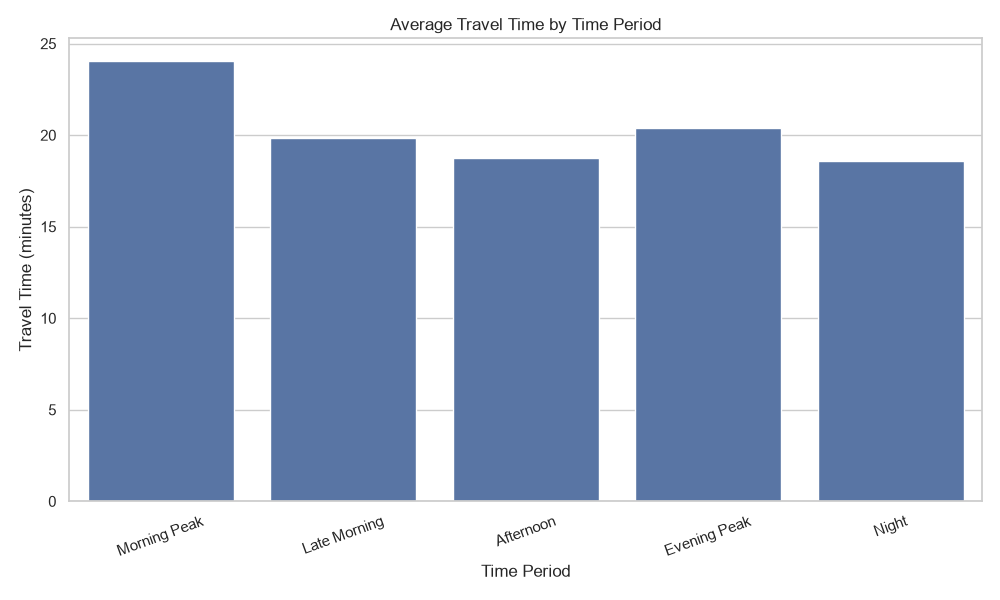 Average Travel Time by Time Period
Travel Time (minutes)
25
20
15
10
5
0
Morning Peak
Late Morning
Afternoon
Evening Peak
Night
Time Period